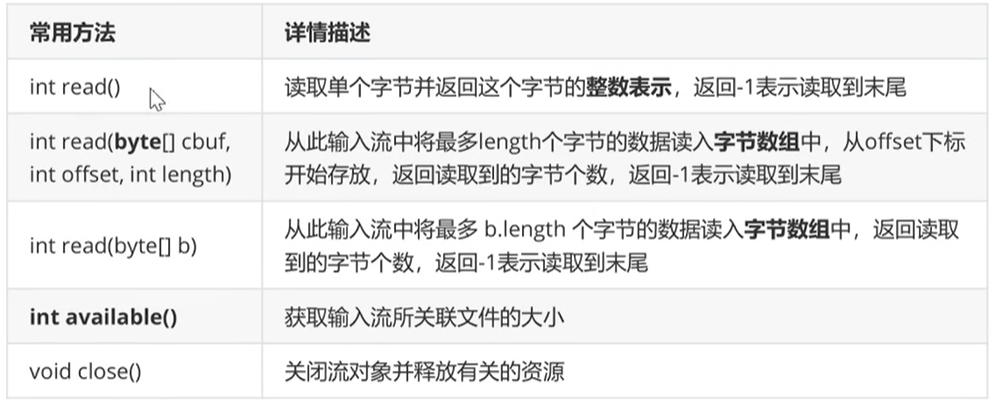 常用方法 详情描述
int read() 读取单个字节并返回这个字节的整数表示，返回-1表示读取到末尾
int read(byte[] cbuf, 从此输入流中将最多length个字节的数据读入字节数组中，从offset下标
int offset, int length) 开始存放，返回读取到的字节个数，返回-1表示读取到末尾
int read(byte[] b) 从此输入流中将最多 b.length 个字节的数据读入字节数组中，返回读取
到的字节个数，返回-1表示读取到末尾
int available() 获取输入流所关联文件的大小
void close() 关闭流对象并释放有关的资源